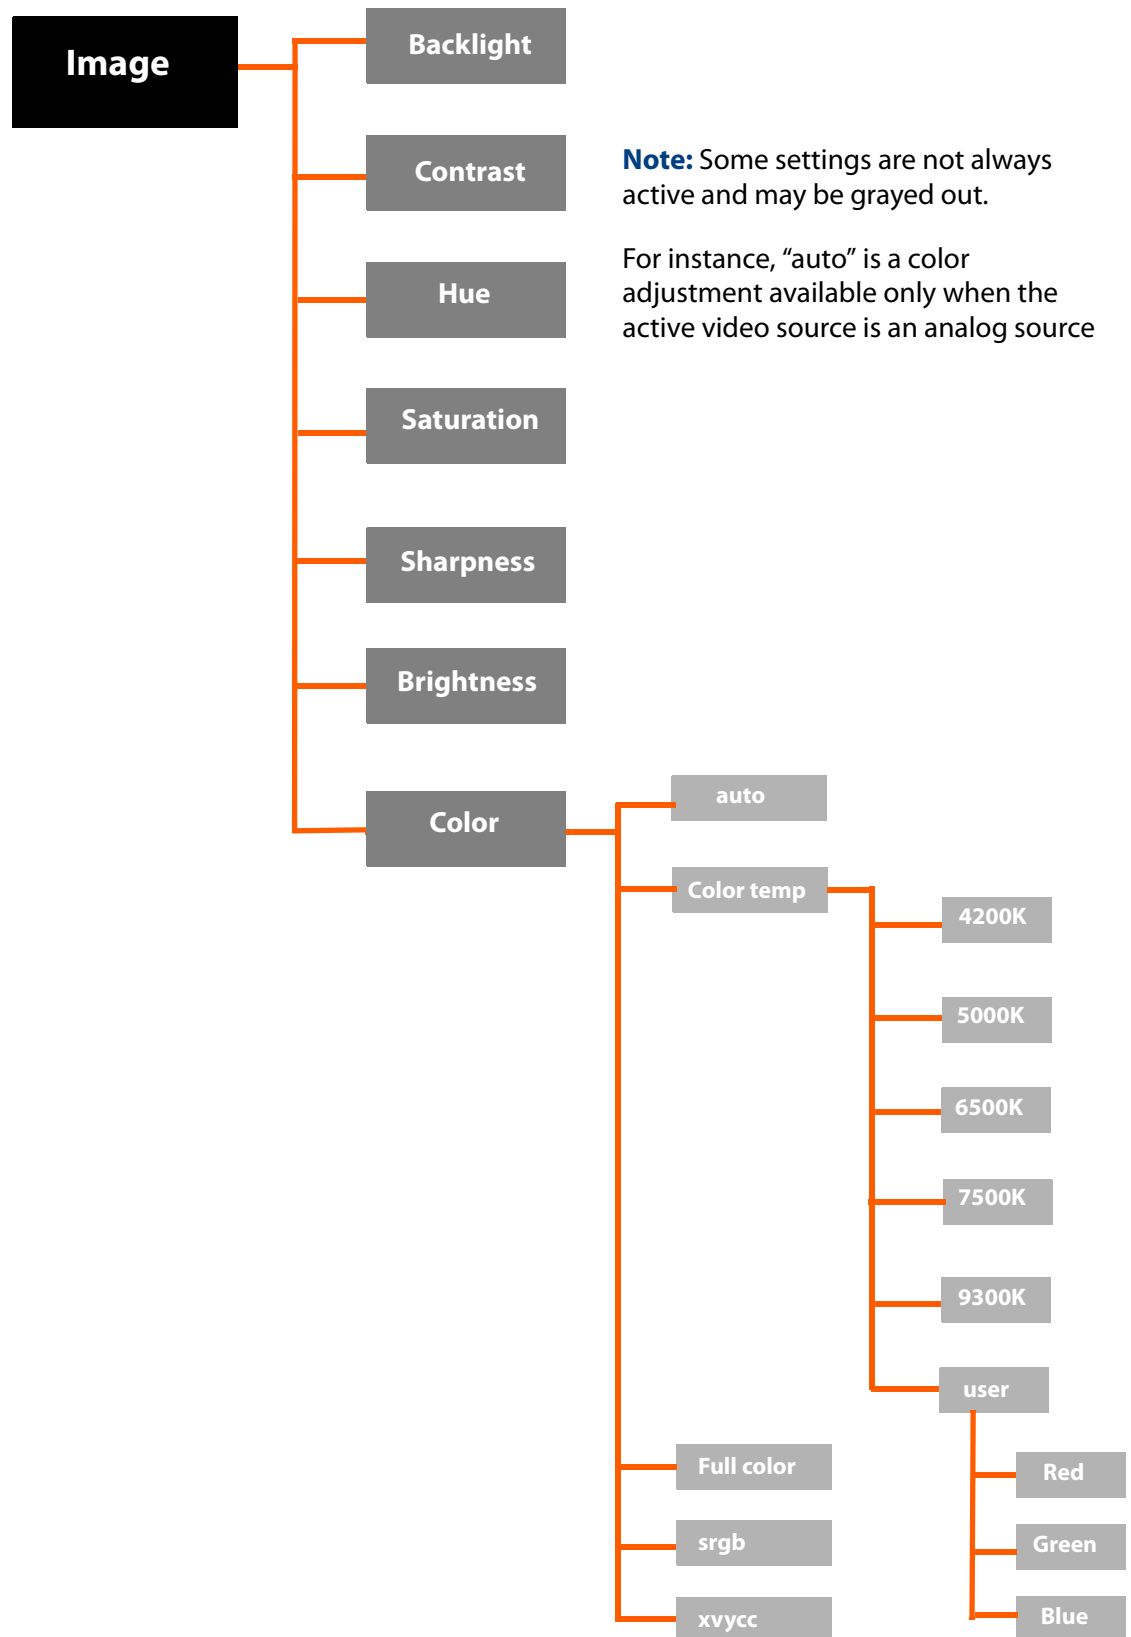 Image
Backlight
Contrast
Note: Some settings are not always
active and may be grayed out.
For instance, “auto” is a color
adjustment available only when the
active video source is an analog source
Hue
Saturation
Sharpness
Brightness
Color
auto
Color temp
4200K
5000K
6500K
7500K
9300K
user
Full color
Red
srgb
Green
xvycc
Blue